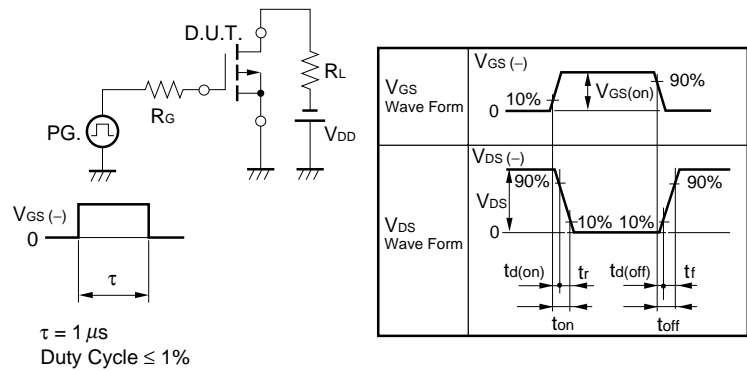 D.U.T.
RL
RG
PG.
VDD
VGS (−)
0
τ
τ = 1 μs
Duty Cycle ≤ 1%
VGS
Wave Form
VGS (−)
10%
0
VGS(on)
90%
VDS
Wave Form
VDS (−)
90%
VDS
0
10% 10%
90%
td(on) tr td(off) tf
ton toff